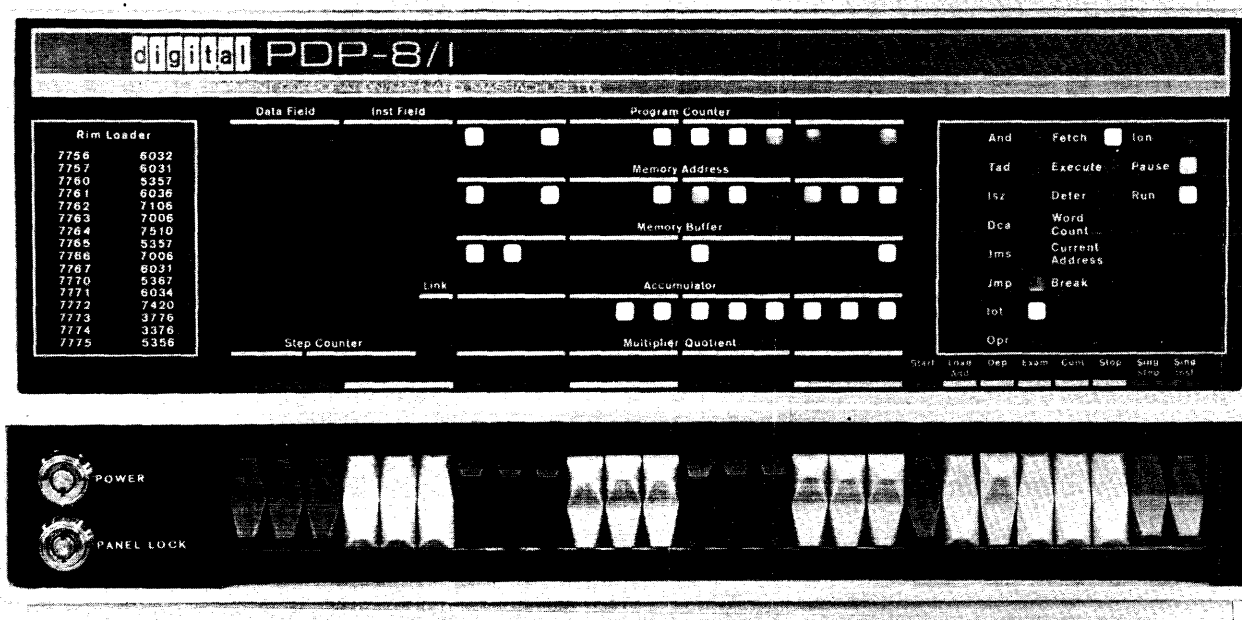 digital PDP-8/I
EQUIPMENT CORPORATION MAYNARD, MASSACHUSETTS
Data Field Inst Field Program Counter
Rim Loader
7756 6032
7757 6031
7760 5357
7761 6036
7762 7106
7763 7006
7764 7510
7765 5357
7766 7006
7767 6031
7770 5367
7771 6034
7772 7420
7773 3776
7774 3376
7775 5356
Memory Address
Memory Buffer
Link Accumulator
Step Counter Multiplier Quotient
And Fetch Ion
Tad Execute Pause
Isz Defer Run
Dca Word Count
Jms Current Address
Jmp Break
Iot
Opr
Start Load Add Dep Exam Cont Stop Sing Step Sing Inst
POWER
PANEL LOCK